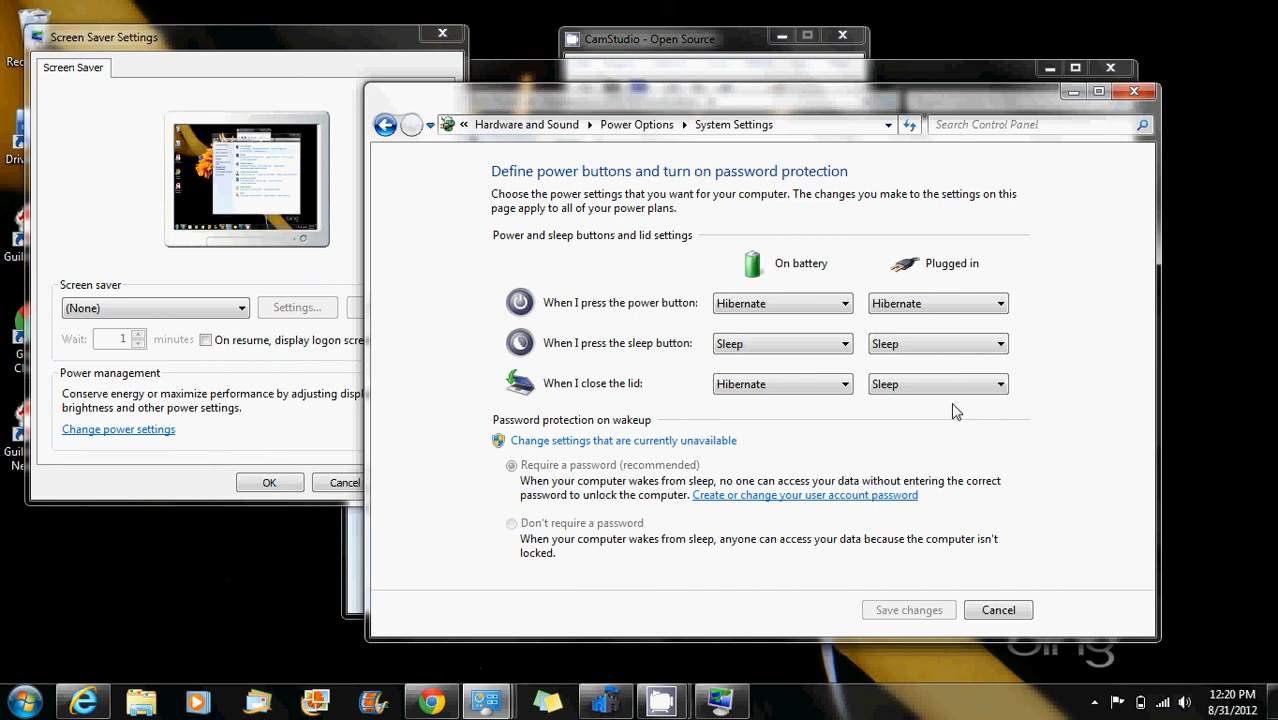 Rec
Screen Saver Settings
CamStudio - Open Source
Screen Saver
« Hardware and Sound ▸ Power Options ▸ System Settings
Search Control Panel
Define power buttons and turn on password protection
Choose the power settings that you want for your computer. The changes you make to the settings on this
page apply to all of your power plans.
Power and sleep buttons and lid settings
On battery
Plugged in
When I press the power button:
Hibernate
Hibernate
When I press the sleep button:
Sleep
Sleep
When I close the lid:
Hibernate
Sleep
Password protection on wakeup
Change settings that are currently unavailable
Require a password (recommended)
When your computer wakes from sleep, no one can access your data without entering the correct
password to unlock the computer. Create or change your user account password
Don't require a password
When your computer wakes from sleep, anyone can access your data because the computer isn't
locked.
Save changes
Cancel
Screen saver
(None)
Settings...
Wait:
1
minutes
On resume, display logon scre
Power management
Conserve energy or maximize performance by adjusting displ
brightness and other power settings.
Change power settings
OK
Cancel
Driv
Guil
G
Cl
Guil
Ne
bing
12:20 PM
8/31/2012